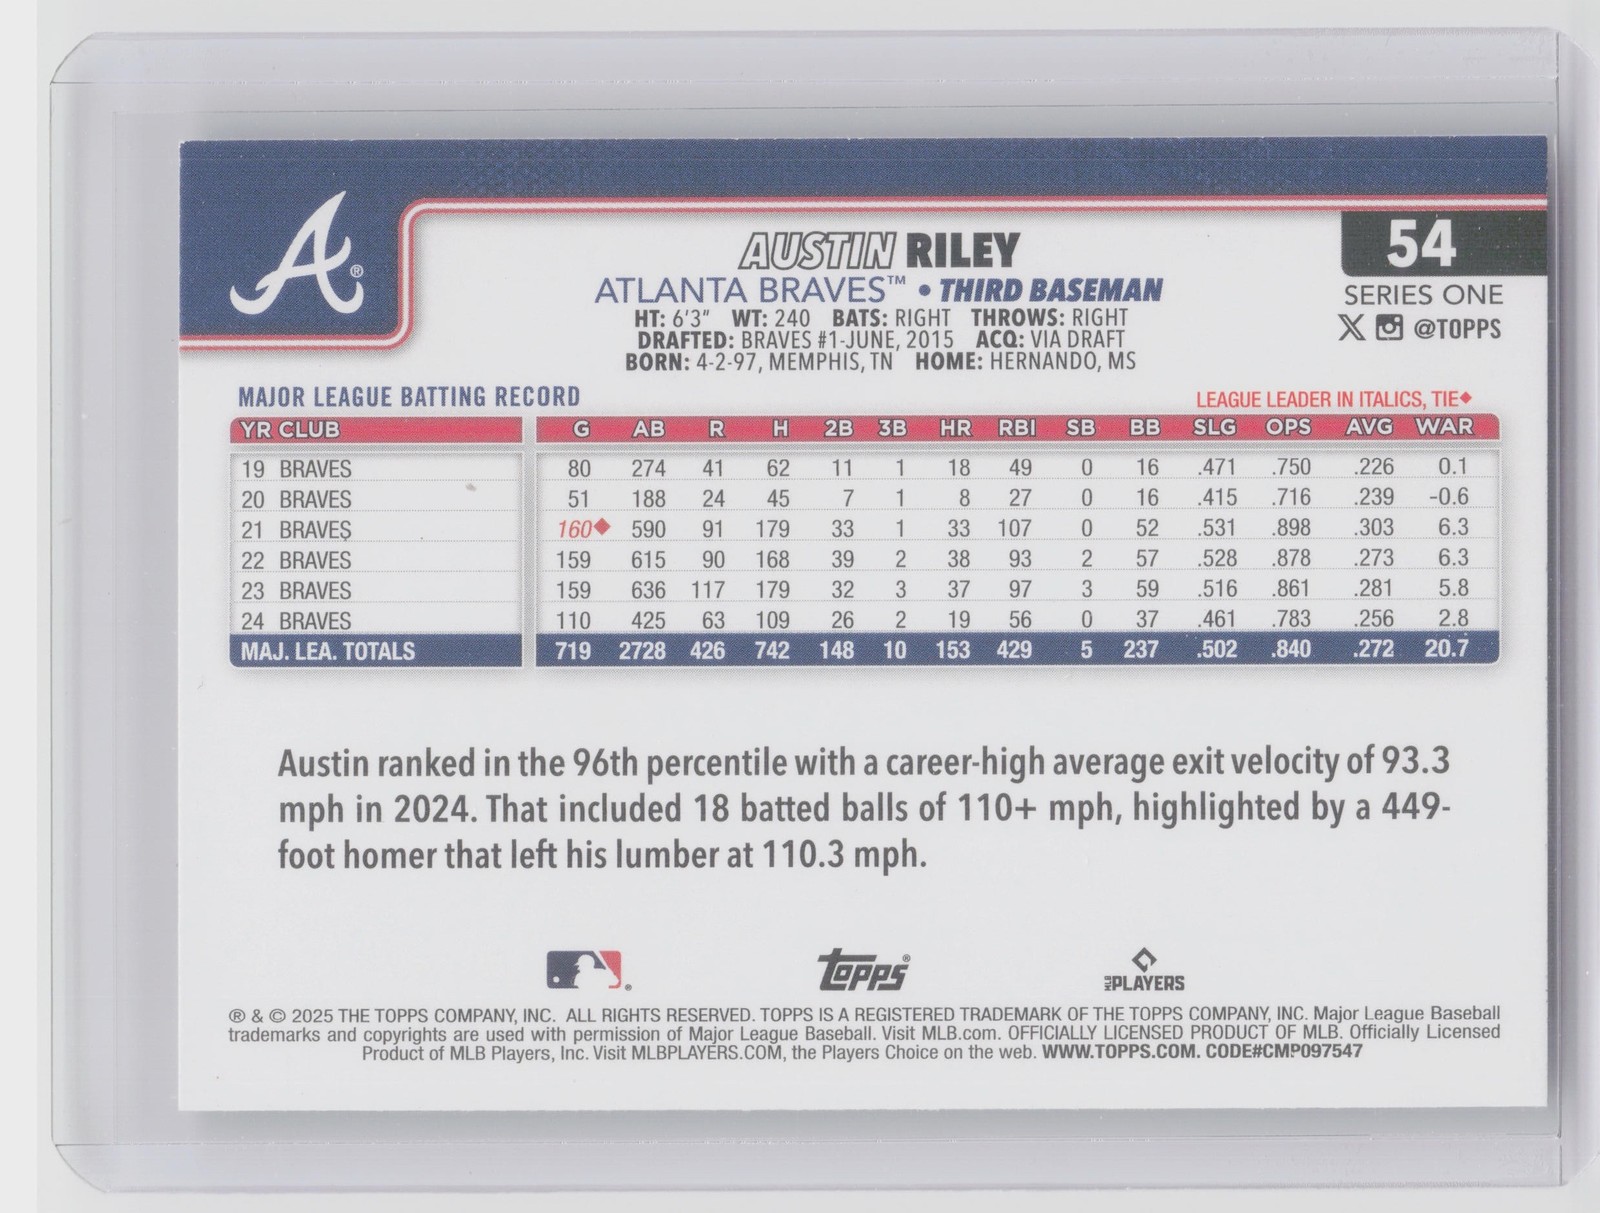 A®
AUSTIN RILEY
54
ATLANTA BRAVES™ • THIRD BASEMAN
SERIES ONE
HT: 6'3" WT: 240 BATS: RIGHT THROWS: RIGHT
X @TOPPS
DRAFTED: BRAVES #1-JUNE, 2015 ACQ: VIA DRAFT
BORN: 4-2-97, MEMPHIS, TN HOME: HERNANDO, MS
MAJOR LEAGUE BATTING RECORD
LEAGUE LEADER IN ITALICS, TIE◆
YR CLUB G AB R H 2B 3B HR RBI SB BB SLG OPS AVG WAR
19 BRAVES 80 274 41 62 11 1 18 49 0 16 .471 .750 .226 0.1
20 BRAVES 51 188 24 45 7 1 8 27 0 16 .415 .716 .239 -0.6
21 BRAVES 160◆ 590 91 179 33 1 33 107 0 52 .531 .898 .303 6.3
22 BRAVES 159 615 90 168 39 2 38 93 2 57 .528 .878 .273 6.3
23 BRAVES 159 636 117 179 32 3 37 97 3 59 .516 .861 .281 5.8
24 BRAVES 110 425 63 109 26 2 19 56 0 37 .461 .783 .256 2.8
MAJ. LEA. TOTALS 719 2728 426 742 148 10 153 429 5 237 .502 .840 .272 20.7
Austin ranked in the 96th percentile with a career-high average exit velocity of 93.3
mph in 2024. That included 18 batted balls of 110+ mph, highlighted by a 449-
foot homer that left his lumber at 110.3 mph.
Topps® MLB PLAYERS
® & © 2025 THE TOPPS COMPANY, INC. ALL RIGHTS RESERVED. TOPPS IS A REGISTERED TRADEMARK OF THE TOPPS COMPANY, INC. Major League Baseball
trademarks and copyrights are used with permission of Major League Baseball. Visit MLB.com. OFFICIALLY LICENSED PRODUCT OF MLB. Officially Licensed
Product of MLB Players, Inc. Visit MLBPLAYERS.COM, the Players Choice on the web. WWW.TOPPS.COM. CODE#CMP097547